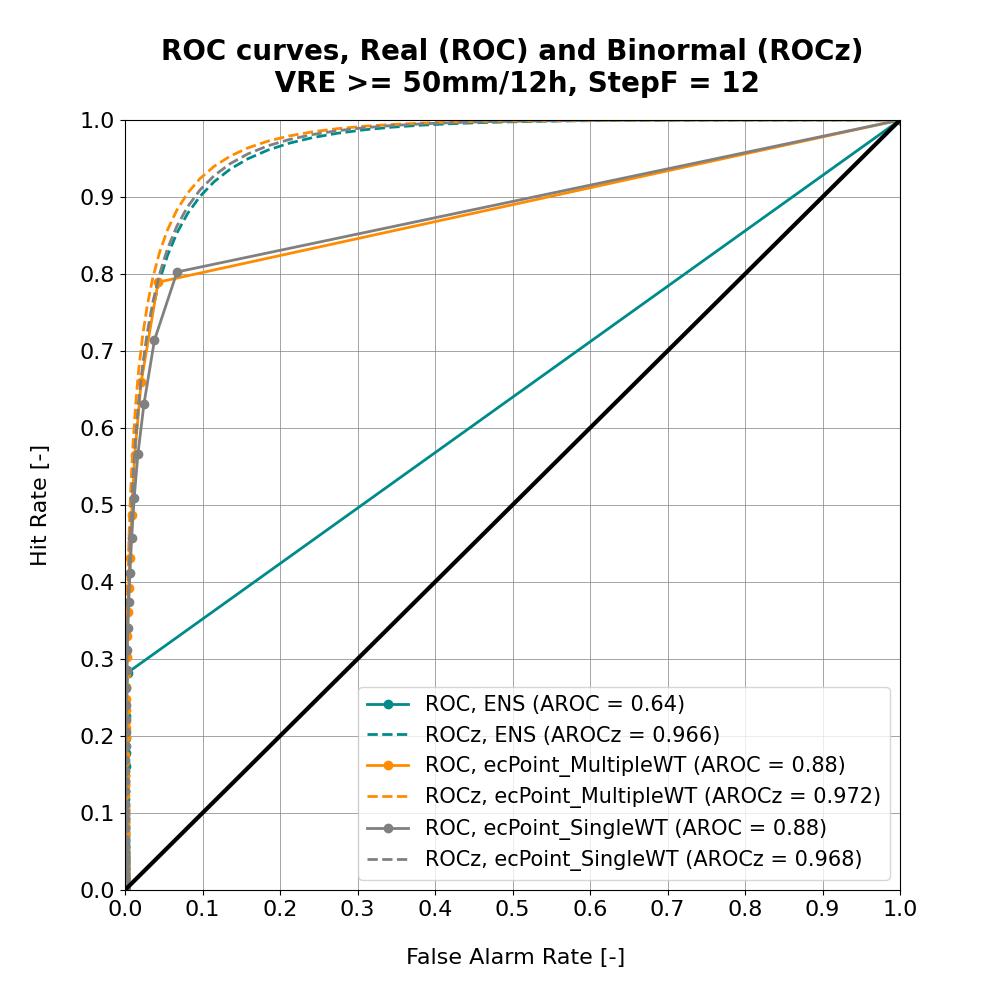 ROC curves, Real (ROC) and Binormal (ROCz)
VRE >= 50mm/12h, StepF = 12
1.0
0.9
0.8
0.7
0.6
0.5
0.4
0.3
0.2
0.1
0.0
Hit Rate [-]
ROC, ENS (AROC = 0.64)
ROCz, ENS (AROCz = 0.966)
ROC, ecPoint_MultipleWT (AROC = 0.88)
ROCz, ecPoint_MultipleWT (AROCz = 0.972)
ROC, ecPoint_SingleWT (AROC = 0.88)
ROCz, ecPoint_SingleWT (AROCz = 0.968)
0.0 0.1 0.2 0.3 0.4 0.5 0.6 0.7 0.8 0.9 1.0
False Alarm Rate [-]